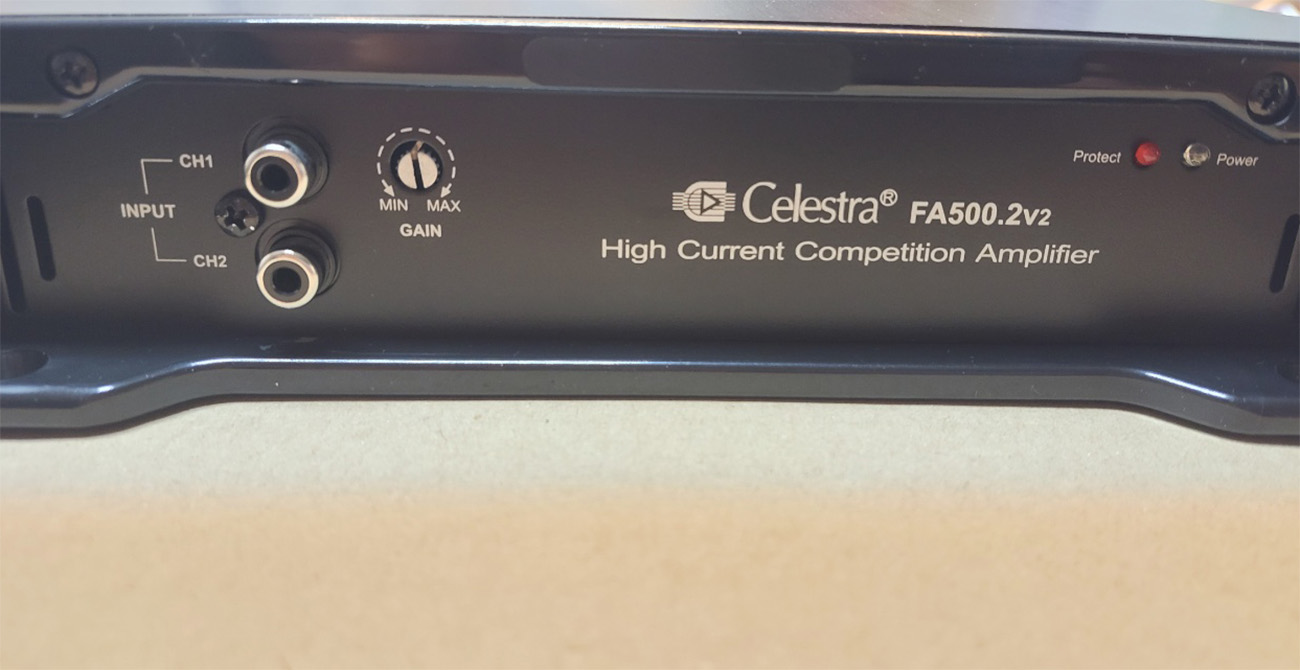 CH1
INPUT
CH2
MIN MAX
GAIN
Celestra® FA500.2v2
High Current Competition Amplifier
Protect Power